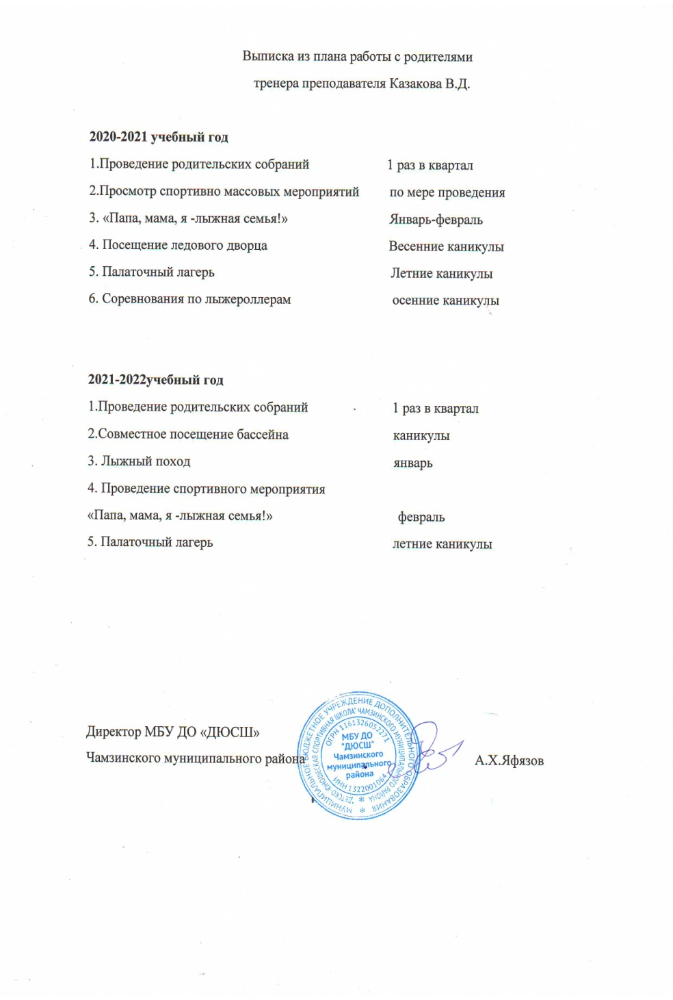 Выписка из плана работы с родителями
тренера преподавателя Казакова В.Д.
2020-2021 учебный год
1.Проведение родительских собраний 1 раз в квартал
2.Просмотр спортивно массовых мероприятий по мере проведения
3. «Папа, мама, я -лыжная семья!» Январь-февраль
4. Посещение ледового дворца Весенние каникулы
5. Палаточный лагерь Летние каникулы
6. Соревнования по лыжероллерам осенние каникулы
2021-2022учебный год
1.Проведение родительских собраний 1 раз в квартал
2.Совместное посещение бассейна каникулы
3. Лыжный поход январь
4. Проведение спортивного мероприятия
«Папа, мама, я -лыжная семья!» февраль
5. Палаточный лагерь летние каникулы
Директор МБУ ДО «ДЮСШ»
Чамзинского муниципального района А.Х.Яфязов
МУНИЦИПАЛЬНОЕ БЮДЖЕТНОЕ УЧРЕЖДЕНИЕ ДОПОЛНИТЕЛЬНОГО ОБРАЗОВАНИЯ
"ДЕТСКО-ЮНОШЕСКАЯ СПОРТИВНАЯ ШКОЛА" ЧАМЗИНСКОГО МУНИЦИПАЛЬНОГО РАЙОНА
ОГРН 1161326052271
МБУ ДО
"ДЮСШ"
Чамзинского
муниципального
района
ИНН 1322001064